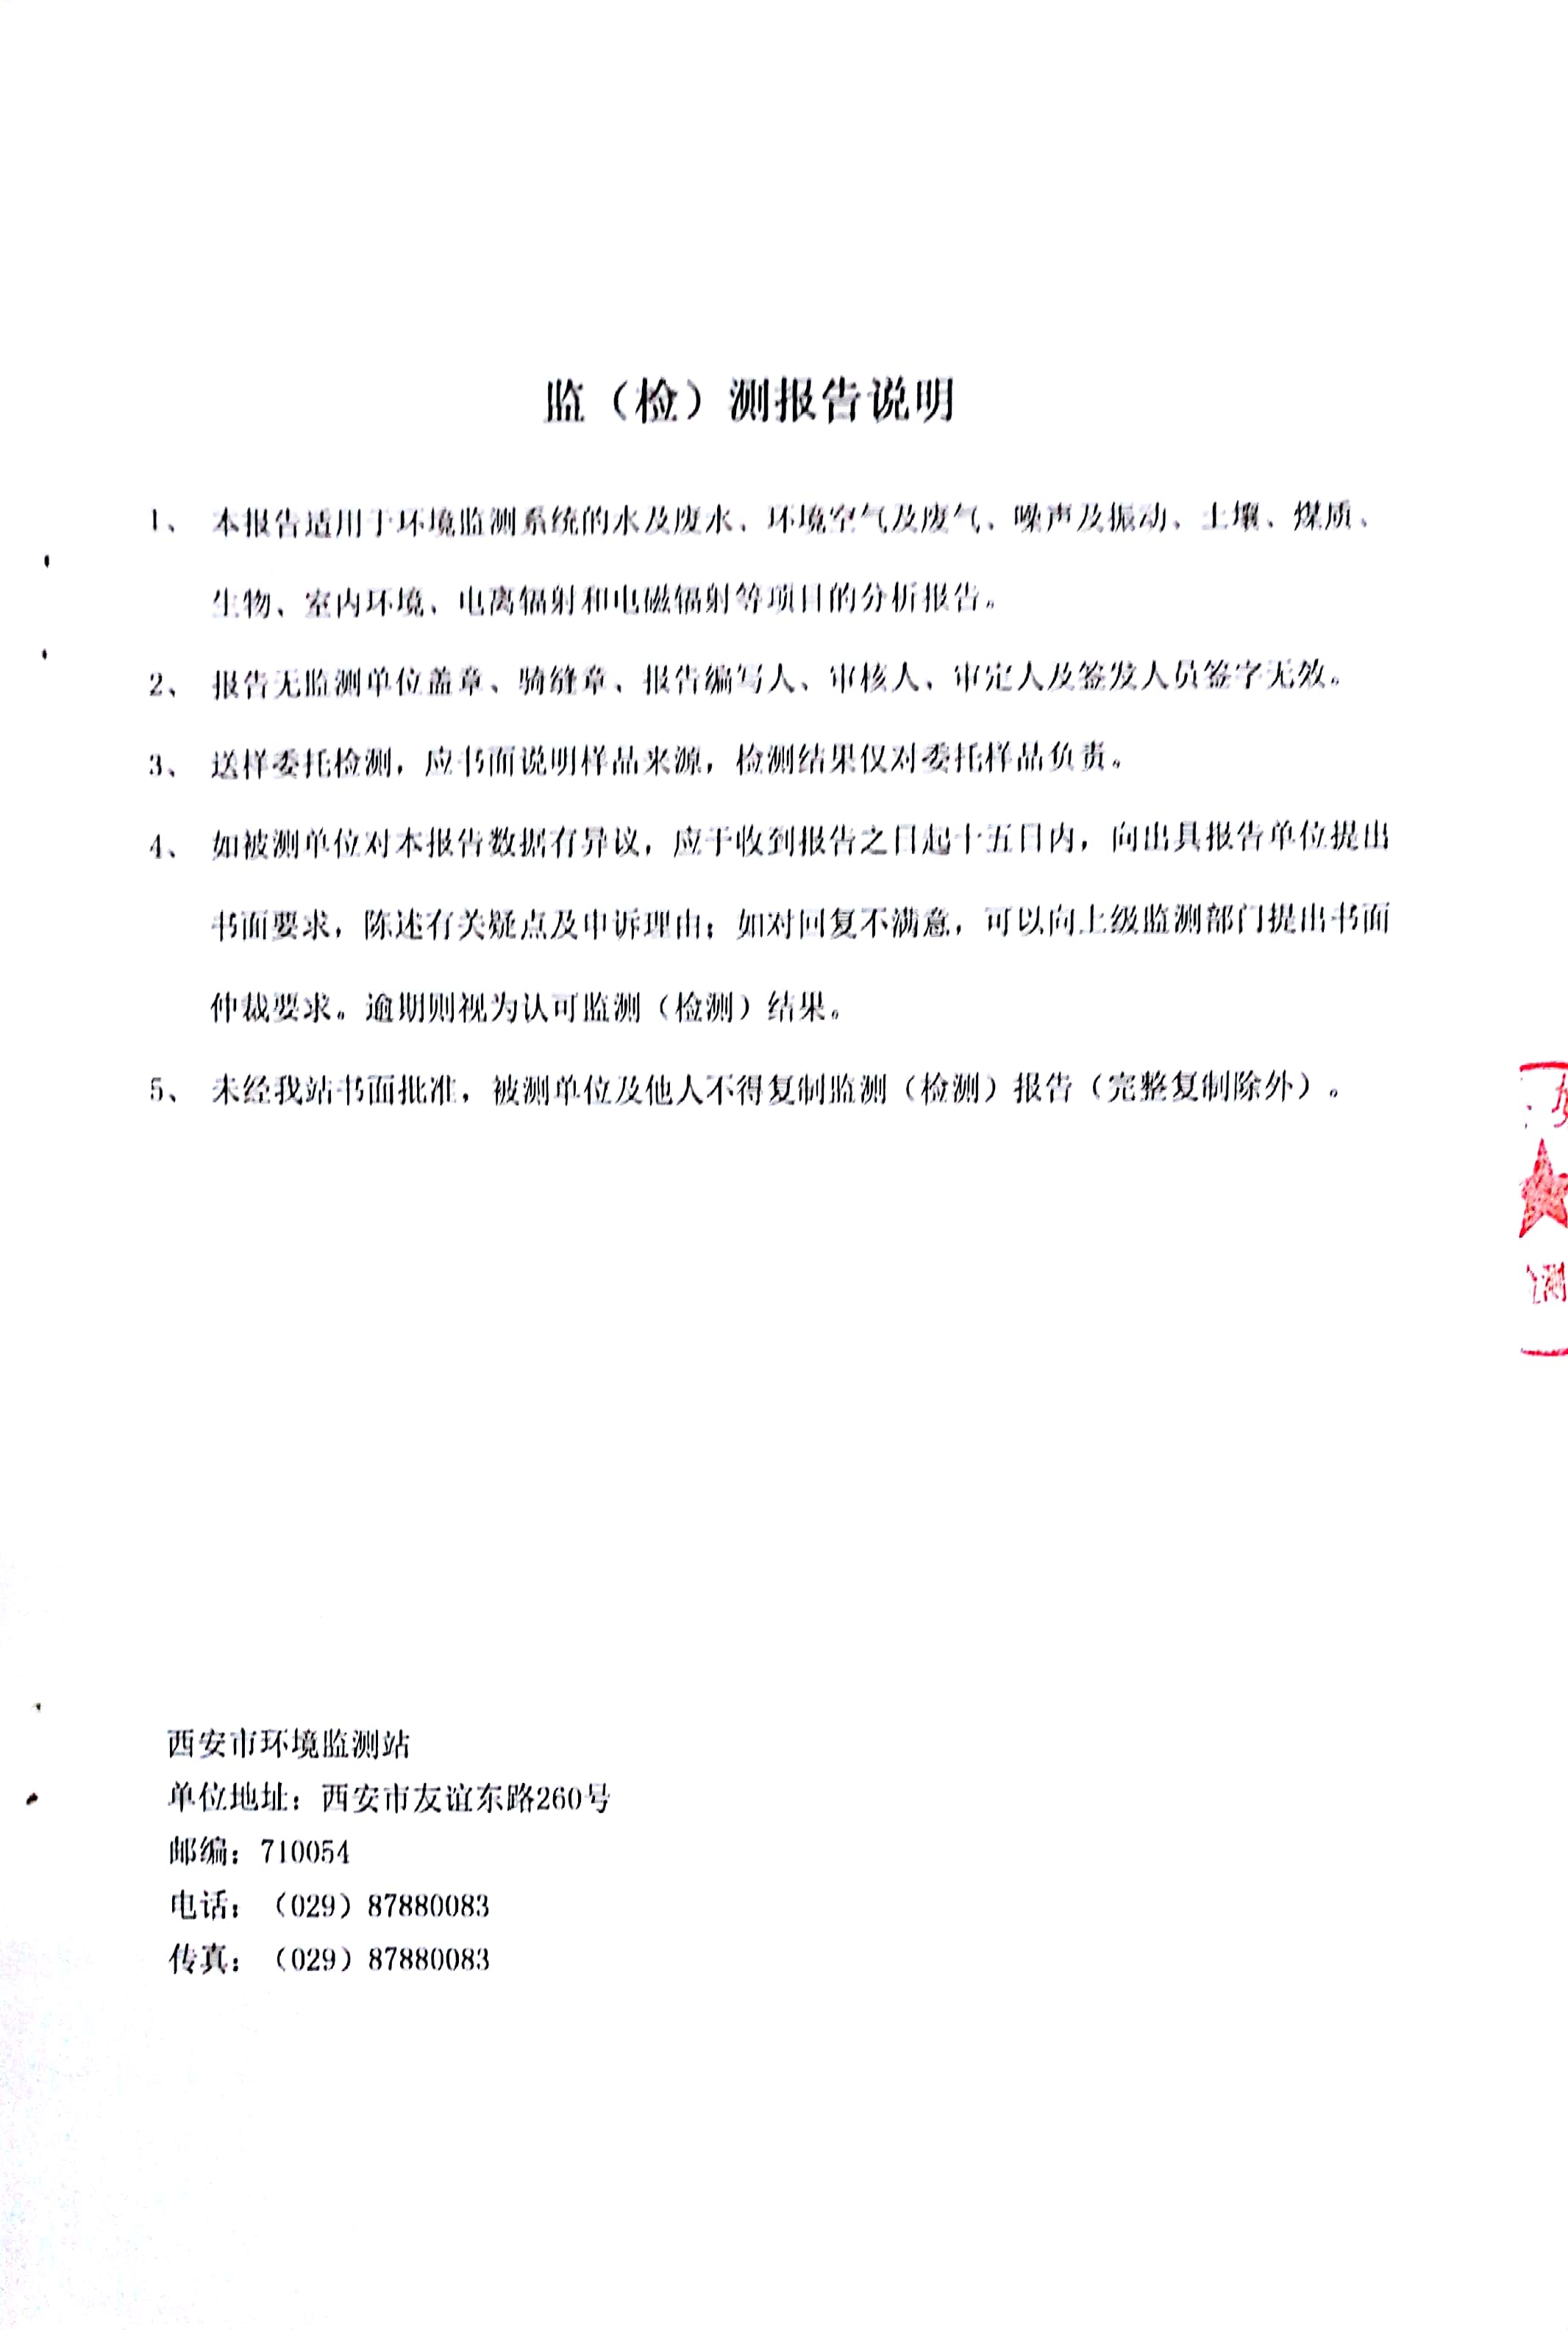 监（检）测报告说明
1、 本报告适用于环境监测系统的水及废水、环境空气及废气、噪声及振动、土壤、煤质、
生物、室内环境、电离辐射和电磁辐射等项目的分析报告。
2、 报告无监测单位盖章、骑缝章、报告编写人、审核人、审定人及签发人员签字无效。
3、 送样委托检测，应书面说明样品来源，检测结果仅对委托样品负责。
4、 如被测单位对本报告数据有异议，应于收到报告之日起十五日内，向出具报告单位提出
书面要求，陈述有关疑点及申诉理由；如对回复不满意，可以向上级监测部门提出书面
仲裁要求。逾期则视为认可监测（检测）结果。
5、 未经我站书面批准，被测单位及他人不得复制监测（检测）报告（完整复制除外）。
西安市环境监测站
单位地址：西安市友谊东路260号
邮编：710054
电话：（029）87880083
传真：（029）87880083